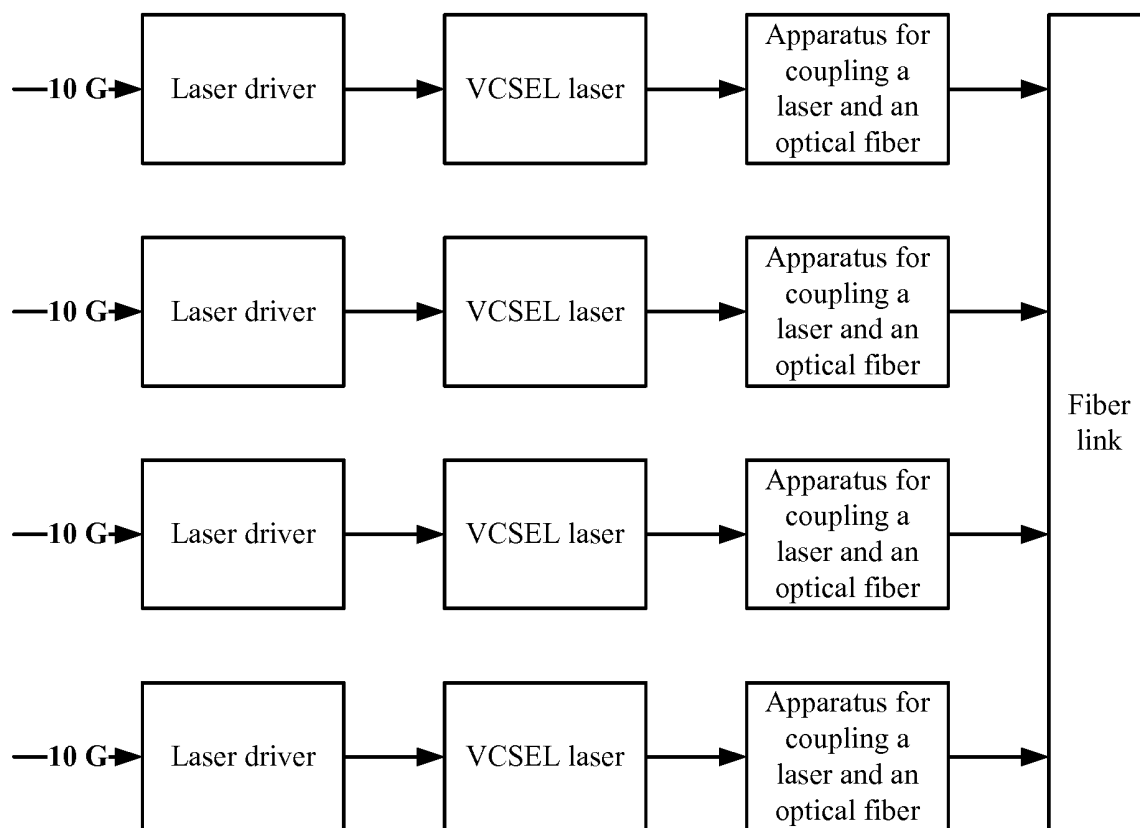 10 G
Laser driver
VCSEL laser
Apparatus for
coupling a
laser and an
optical fiber
10 G
Laser driver
VCSEL laser
Apparatus for
coupling a
laser and an
optical fiber
Fiber
link
10 G
Laser driver
VCSEL laser
Apparatus for
coupling a
laser and an
optical fiber
10 G
Laser driver
VCSEL laser
Apparatus for
coupling a
laser and an
optical fiber